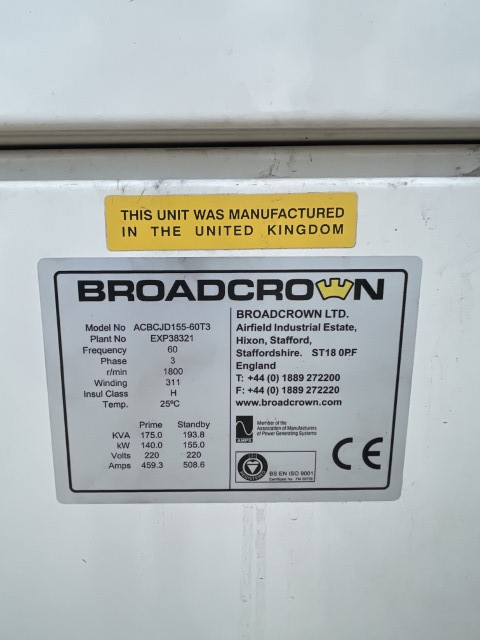 THIS UNIT WAS MANUFACTURED
IN THE UNITED KINGDOM
BROADCROWN
Model No ACBCJD155-60T3
Plant No EXP38321
Frequency 60
Phase 3
r/min 1800
Winding 311
Insul Class H
Temp. 25°C
Prime Standby
KVA 175.0 193.8
kW 140.0 155.0
Volts 220 220
Amps 459.3 508.6
BROADCROWN LTD.
Airfield Industrial Estate,
Hixon, Stafford,
Staffordshire. ST18 0PF
England
T: +44 (0) 1889 272200
F: +44 (0) 1889 272220
www.broadcrown.com
AMPS
Member of the
Association of Manufacturers
of Power Generating Systems
BS EN ISO 9001
CE